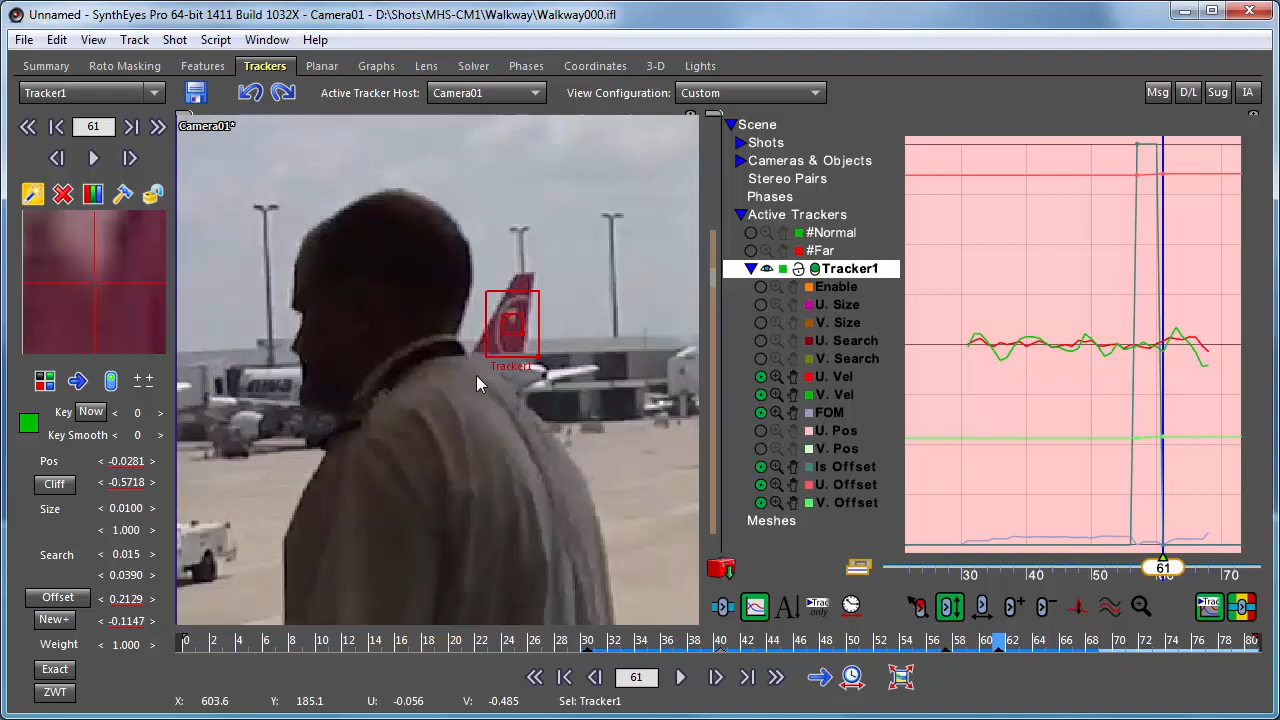 Unnamed - SynthEyes Pro 64-bit 1411 Build 1032X - Camera01 - D:\Shots\MHS-CM1\Walkway\Walkway000.ifl
File Edit View Track Shot Script Window Help
Summary Roto Masking Features Trackers Planar Graphs Lens Solver Phases Coordinates 3-D Lights
Tracker1 Active Tracker Host: Camera01 View Configuration: Custom Msg D/L Sug IA
61
Camera01*
Tracker1
Key Now < 0
Key Smooth < 0
Pos < -0.0281 >
Cliff < -0.5718 >
Size < 0.0100 >
1.000 >
Search < 0.015 >
< 0.0390 >
Offset < 0.2129 >
New+ < -0.1147 >
Weight < 1.000 >
Exact
ZWT
Scene
Shots
Cameras & Objects
Stereo Pairs
Phases
Active Trackers
#Normal
#Far
Tracker1
Enable
U. Size
V. Size
U. Search
V. Search
U. Vel
V. Vel
FOM
U. Pos
V. Pos
Is Offset
U. Offset
V. Offset
Meshes
30 40 50 61 70
A Trac only Trac
0 2 4 6 8 10 12 14 16 18 20 22 24 26 28 30 32 34 36 38 40 42 44 46 48 50 52 54 56 58 60 62 64 66 68 70 72 74 76 78 80
61
X: 603.6 Y: 185.1 U: -0.056 V: -0.485 Sel: Tracker1